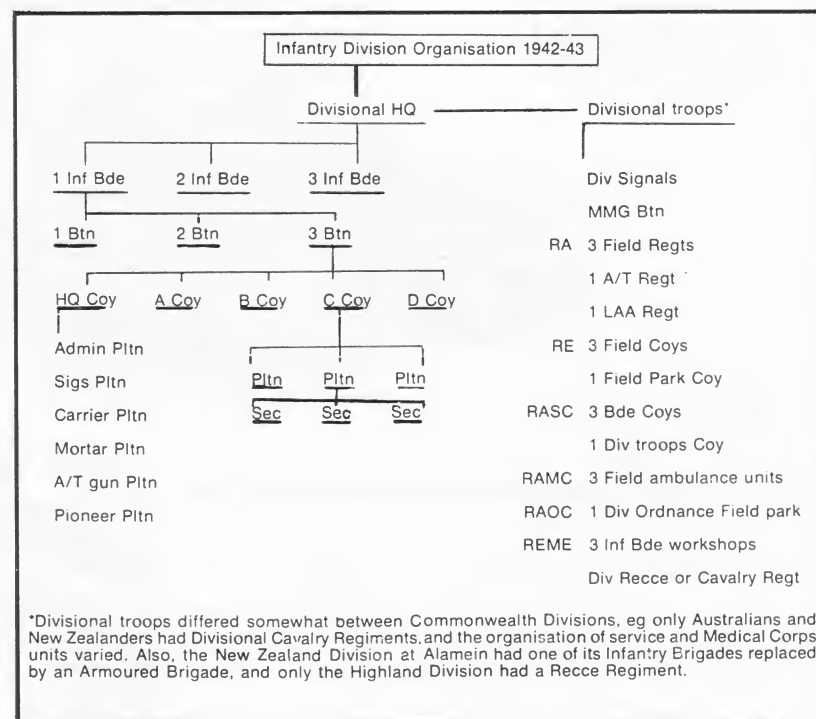 Infantry Division Organisation 1942-43
Divisional HQ
Divisional troops*
1 Inf Bde 2 Inf Bde 3 Inf Bde
1 Btn 2 Btn 3 Btn
HQ Coy A Coy B Coy C Coy D Coy
Admin Pltn
Sigs Pltn
Carrier Pltn
Mortar Pltn
A/T gun Pltn
Pioneer Pltn
Pltn Pltn Pltn
Sec Sec Sec
Div Signals
MMG Btn
RA 3 Field Regts
1 A/T Regt
1 LAA Regt
RE 3 Field Coys
1 Field Park Coy
RASC 3 Bde Coys
1 Div troops Coy
RAMC 3 Field ambulance units
RAOC 1 Div Ordnance Field park
REME 3 Inf Bde workshops
Div Recce or Cavalry Regt
*Divisional troops differed somewhat between Commonwealth Divisions, eg only Australians and
New Zealanders had Divisional Cavalry Regiments, and the organisation of service and Medical Corps
units varied. Also, the New Zealand Division at Alamein had one of its Infantry Brigades replaced
by an Armoured Brigade, and only the Highland Division had a Recce Regiment.